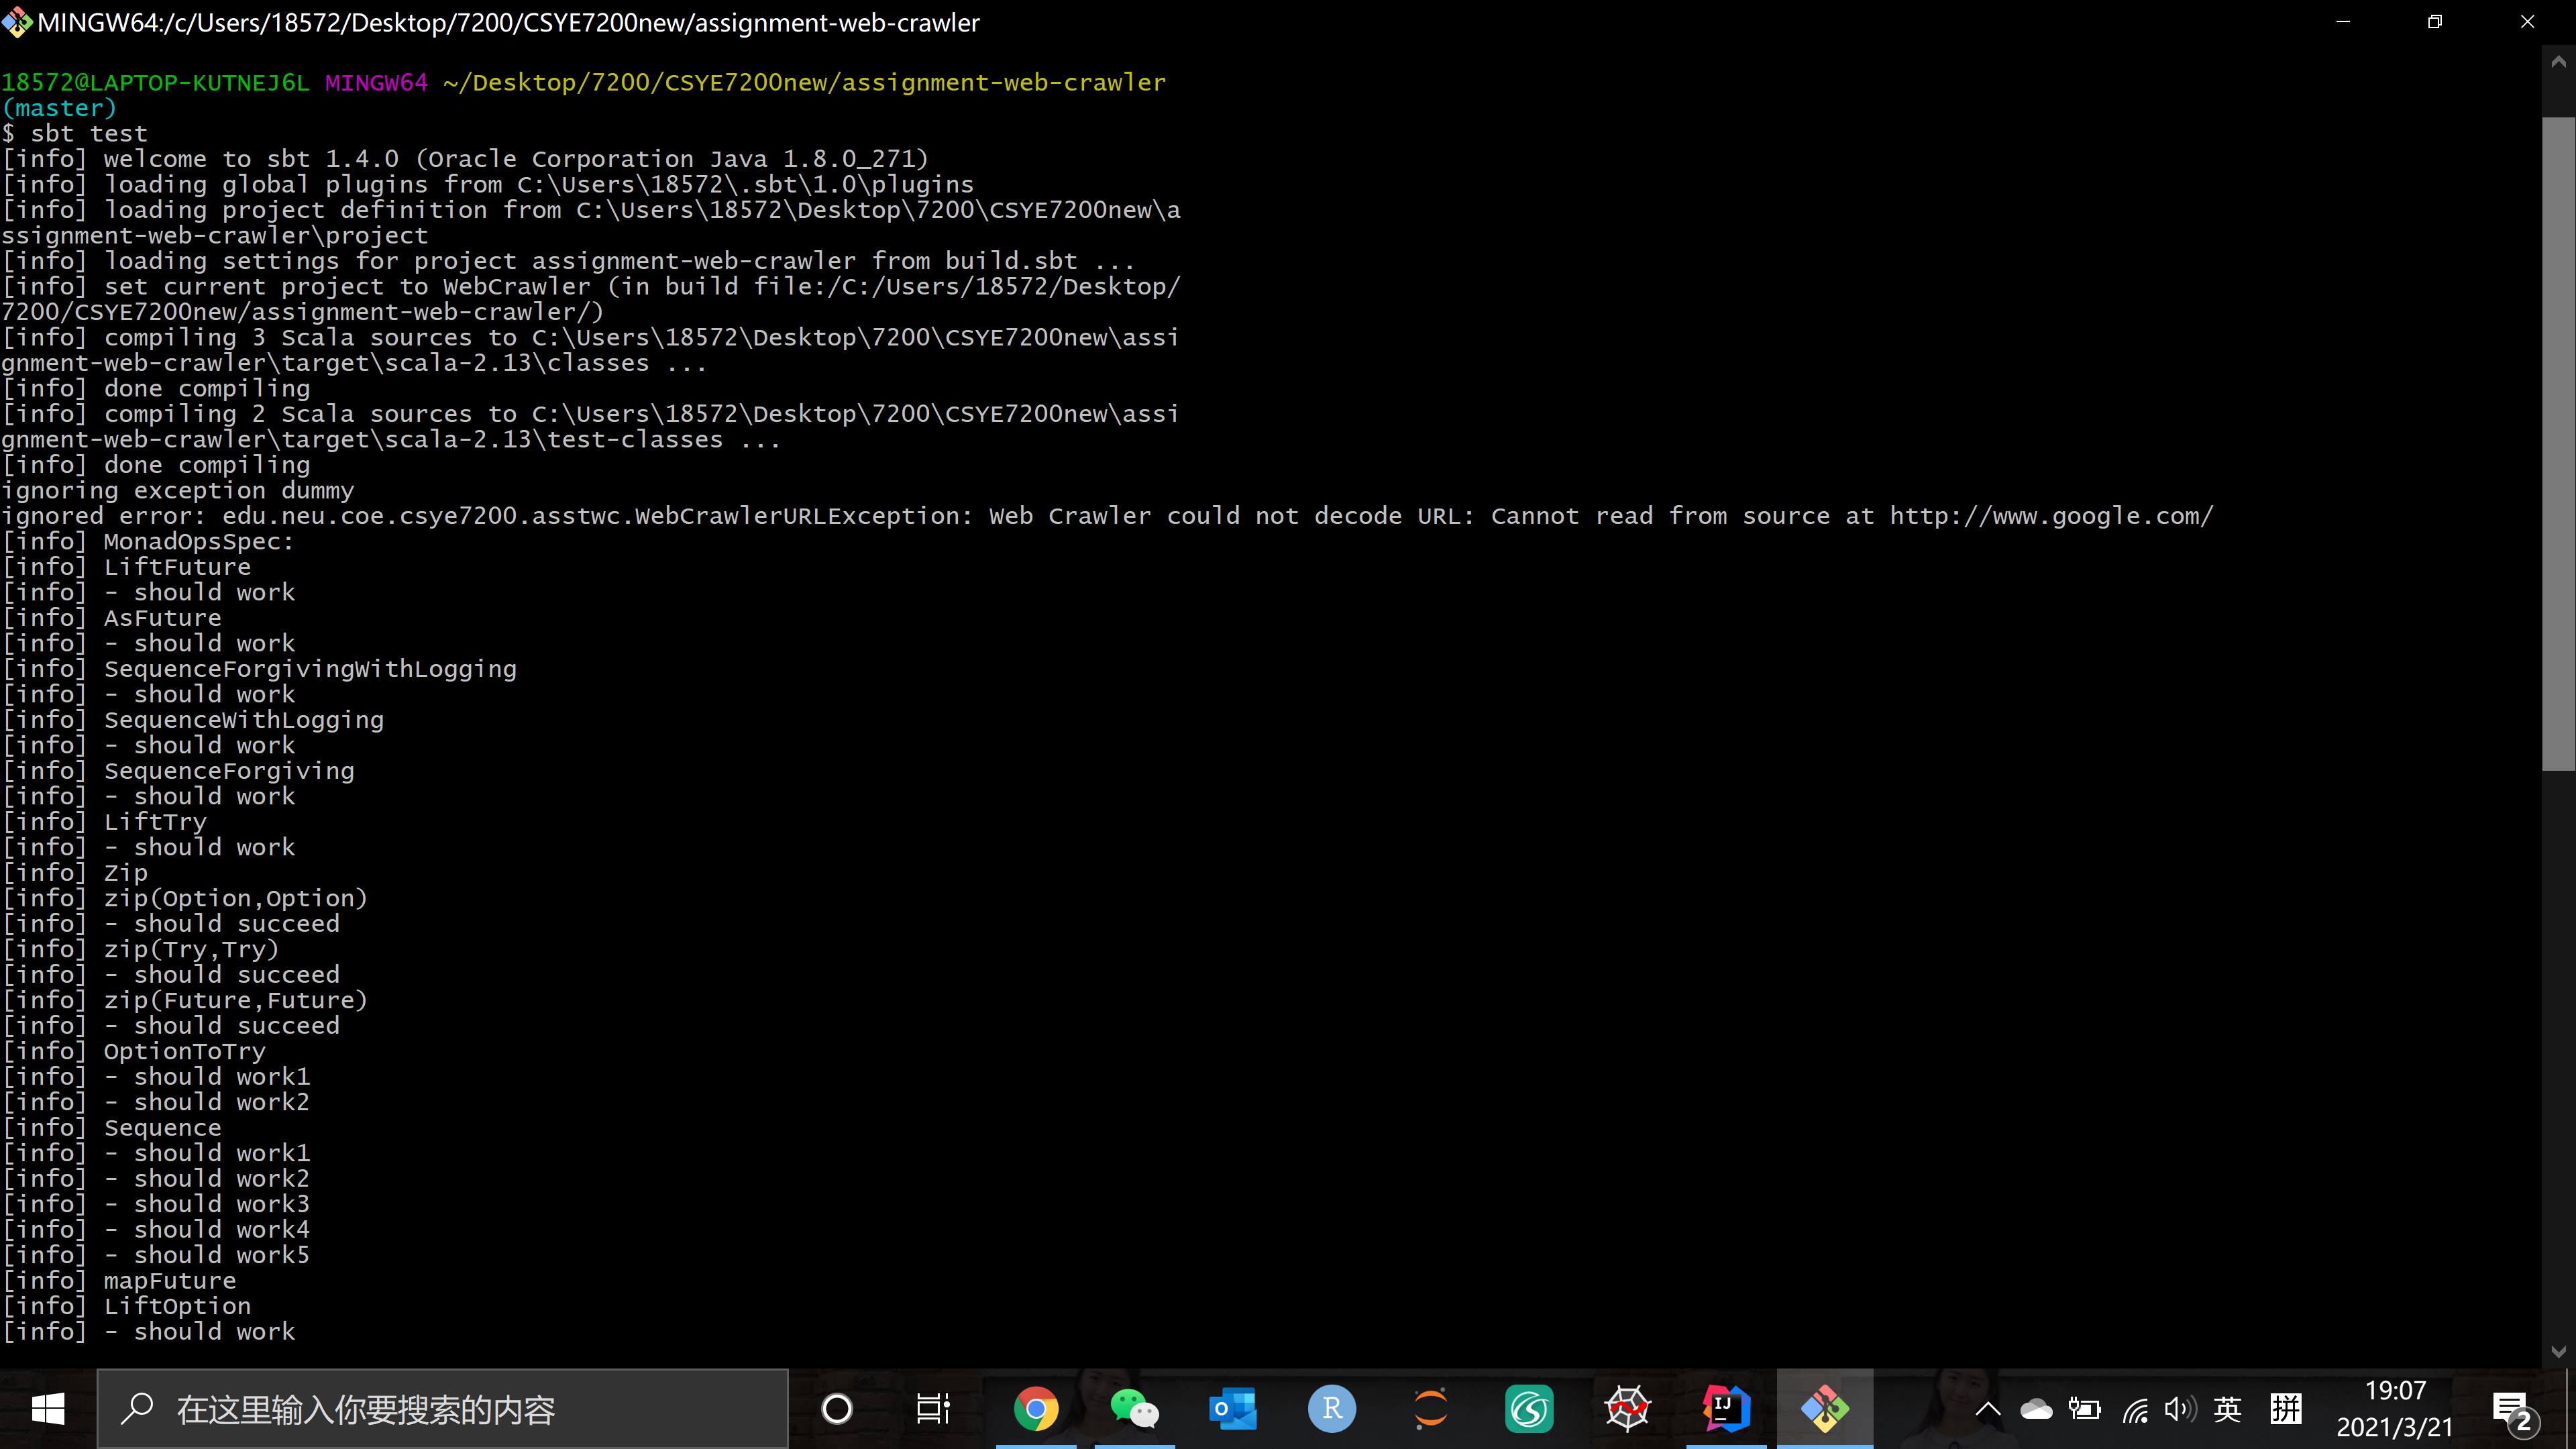 MINGW64:/c/Users/18572/Desktop/7200/CSYE7200new/assignment-web-crawler
18572@LAPTOP-KUTNEJ6L MINGW64 ~/Desktop/7200/CSYE7200new/assignment-web-crawler
(master)
$ sbt test
[info] welcome to sbt 1.4.0 (Oracle Corporation Java 1.8.0_271)
[info] loading global plugins from C:\Users\18572\.sbt\1.0\plugins
[info] loading project definition from C:\Users\18572\Desktop\7200\CSYE7200new\a
ssignment-web-crawler\project
[info] loading settings for project assignment-web-crawler from build.sbt ...
[info] set current project to WebCrawler (in build file:/C:/Users/18572/Desktop/
7200/CSYE7200new/assignment-web-crawler/)
[info] compiling 3 Scala sources to C:\Users\18572\Desktop\7200\CSYE7200new\assi
gnment-web-crawler\target\scala-2.13\classes ...
[info] done compiling
[info] compiling 2 Scala sources to C:\Users\18572\Desktop\7200\CSYE7200new\assi
gnment-web-crawler\target\scala-2.13\test-classes ...
[info] done compiling
ignoring exception dummy
ignored error: edu.neu.coe.csye7200.asstwc.WebCrawlerURLException: Web Crawler could not decode URL: Cannot read from source at http://www.google.com/
[info] MonadOpsSpec:
[info] LiftFuture
[info] - should work
[info] AsFuture
[info] - should work
[info] SequenceForgivingWithLogging
[info] - should work
[info] SequenceWithLogging
[info] - should work
[info] SequenceForgiving
[info] - should work
[info] LiftTry
[info] - should work
[info] Zip
[info] zip(Option,Option)
[info] - should succeed
[info] zip(Try,Try)
[info] - should succeed
[info] zip(Future,Future)
[info] - should succeed
[info] OptionToTry
[info] - should work1
[info] - should work2
[info] Sequence
[info] - should work1
[info] - should work2
[info] - should work3
[info] - should work4
[info] - should work5
[info] mapFuture
[info] LiftOption
[info] - should work
在这里输入你要搜索的内容
R
IJ
英
拼
19:07
2021/3/21
2